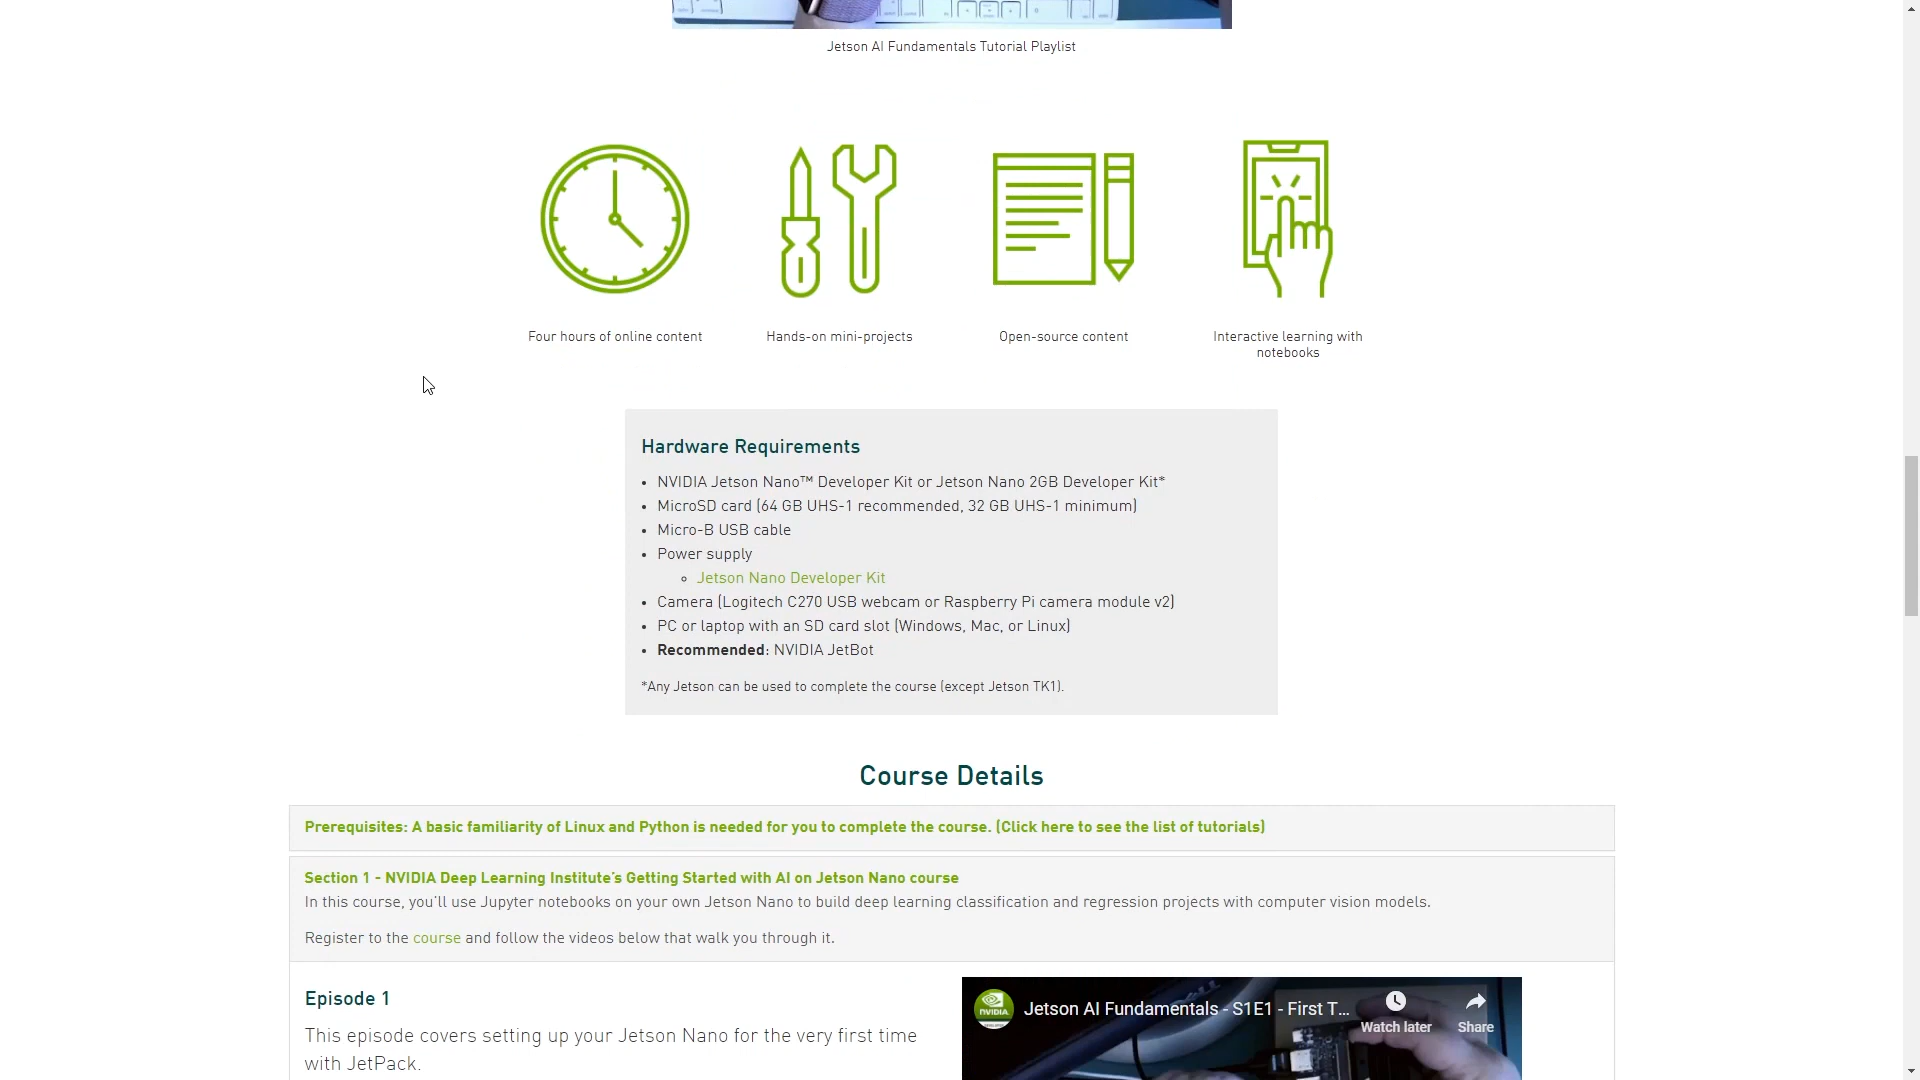 Jetson AI Fundamentals Tutorial Playlist
Four hours of online content
Hands-on mini-projects
Open-source content
Interactive learning with
notebooks
Hardware Requirements
• NVIDIA Jetson Nano™ Developer Kit or Jetson Nano 2GB Developer Kit*
• MicroSD card (64 GB UHS-1 recommended, 32 GB UHS-1 minimum)
• Micro-B USB cable
• Power supply
◦ Jetson Nano Developer Kit
• Camera (Logitech C270 USB webcam or Raspberry Pi camera module v2)
• PC or laptop with an SD card slot (Windows, Mac, or Linux)
• Recommended: NVIDIA JetBot
*Any Jetson can be used to complete the course (except Jetson TK1).
Course Details
Prerequisites: A basic familiarity of Linux and Python is needed for you to complete the course. (Click here to see the list of tutorials)
Section 1 - NVIDIA Deep Learning Institute's Getting Started with AI on Jetson Nano course
In this course, you'll use Jupyter notebooks on your own Jetson Nano to build deep learning classification and regression projects with computer vision models.
Register to the course and follow the videos below that walk you through it.
Episode 1
This episode covers setting up your Jetson Nano for the very first time
with JetPack.
NVIDIA
Jetson AI Fundamentals - S1E1 - First T...
Watch later
Share